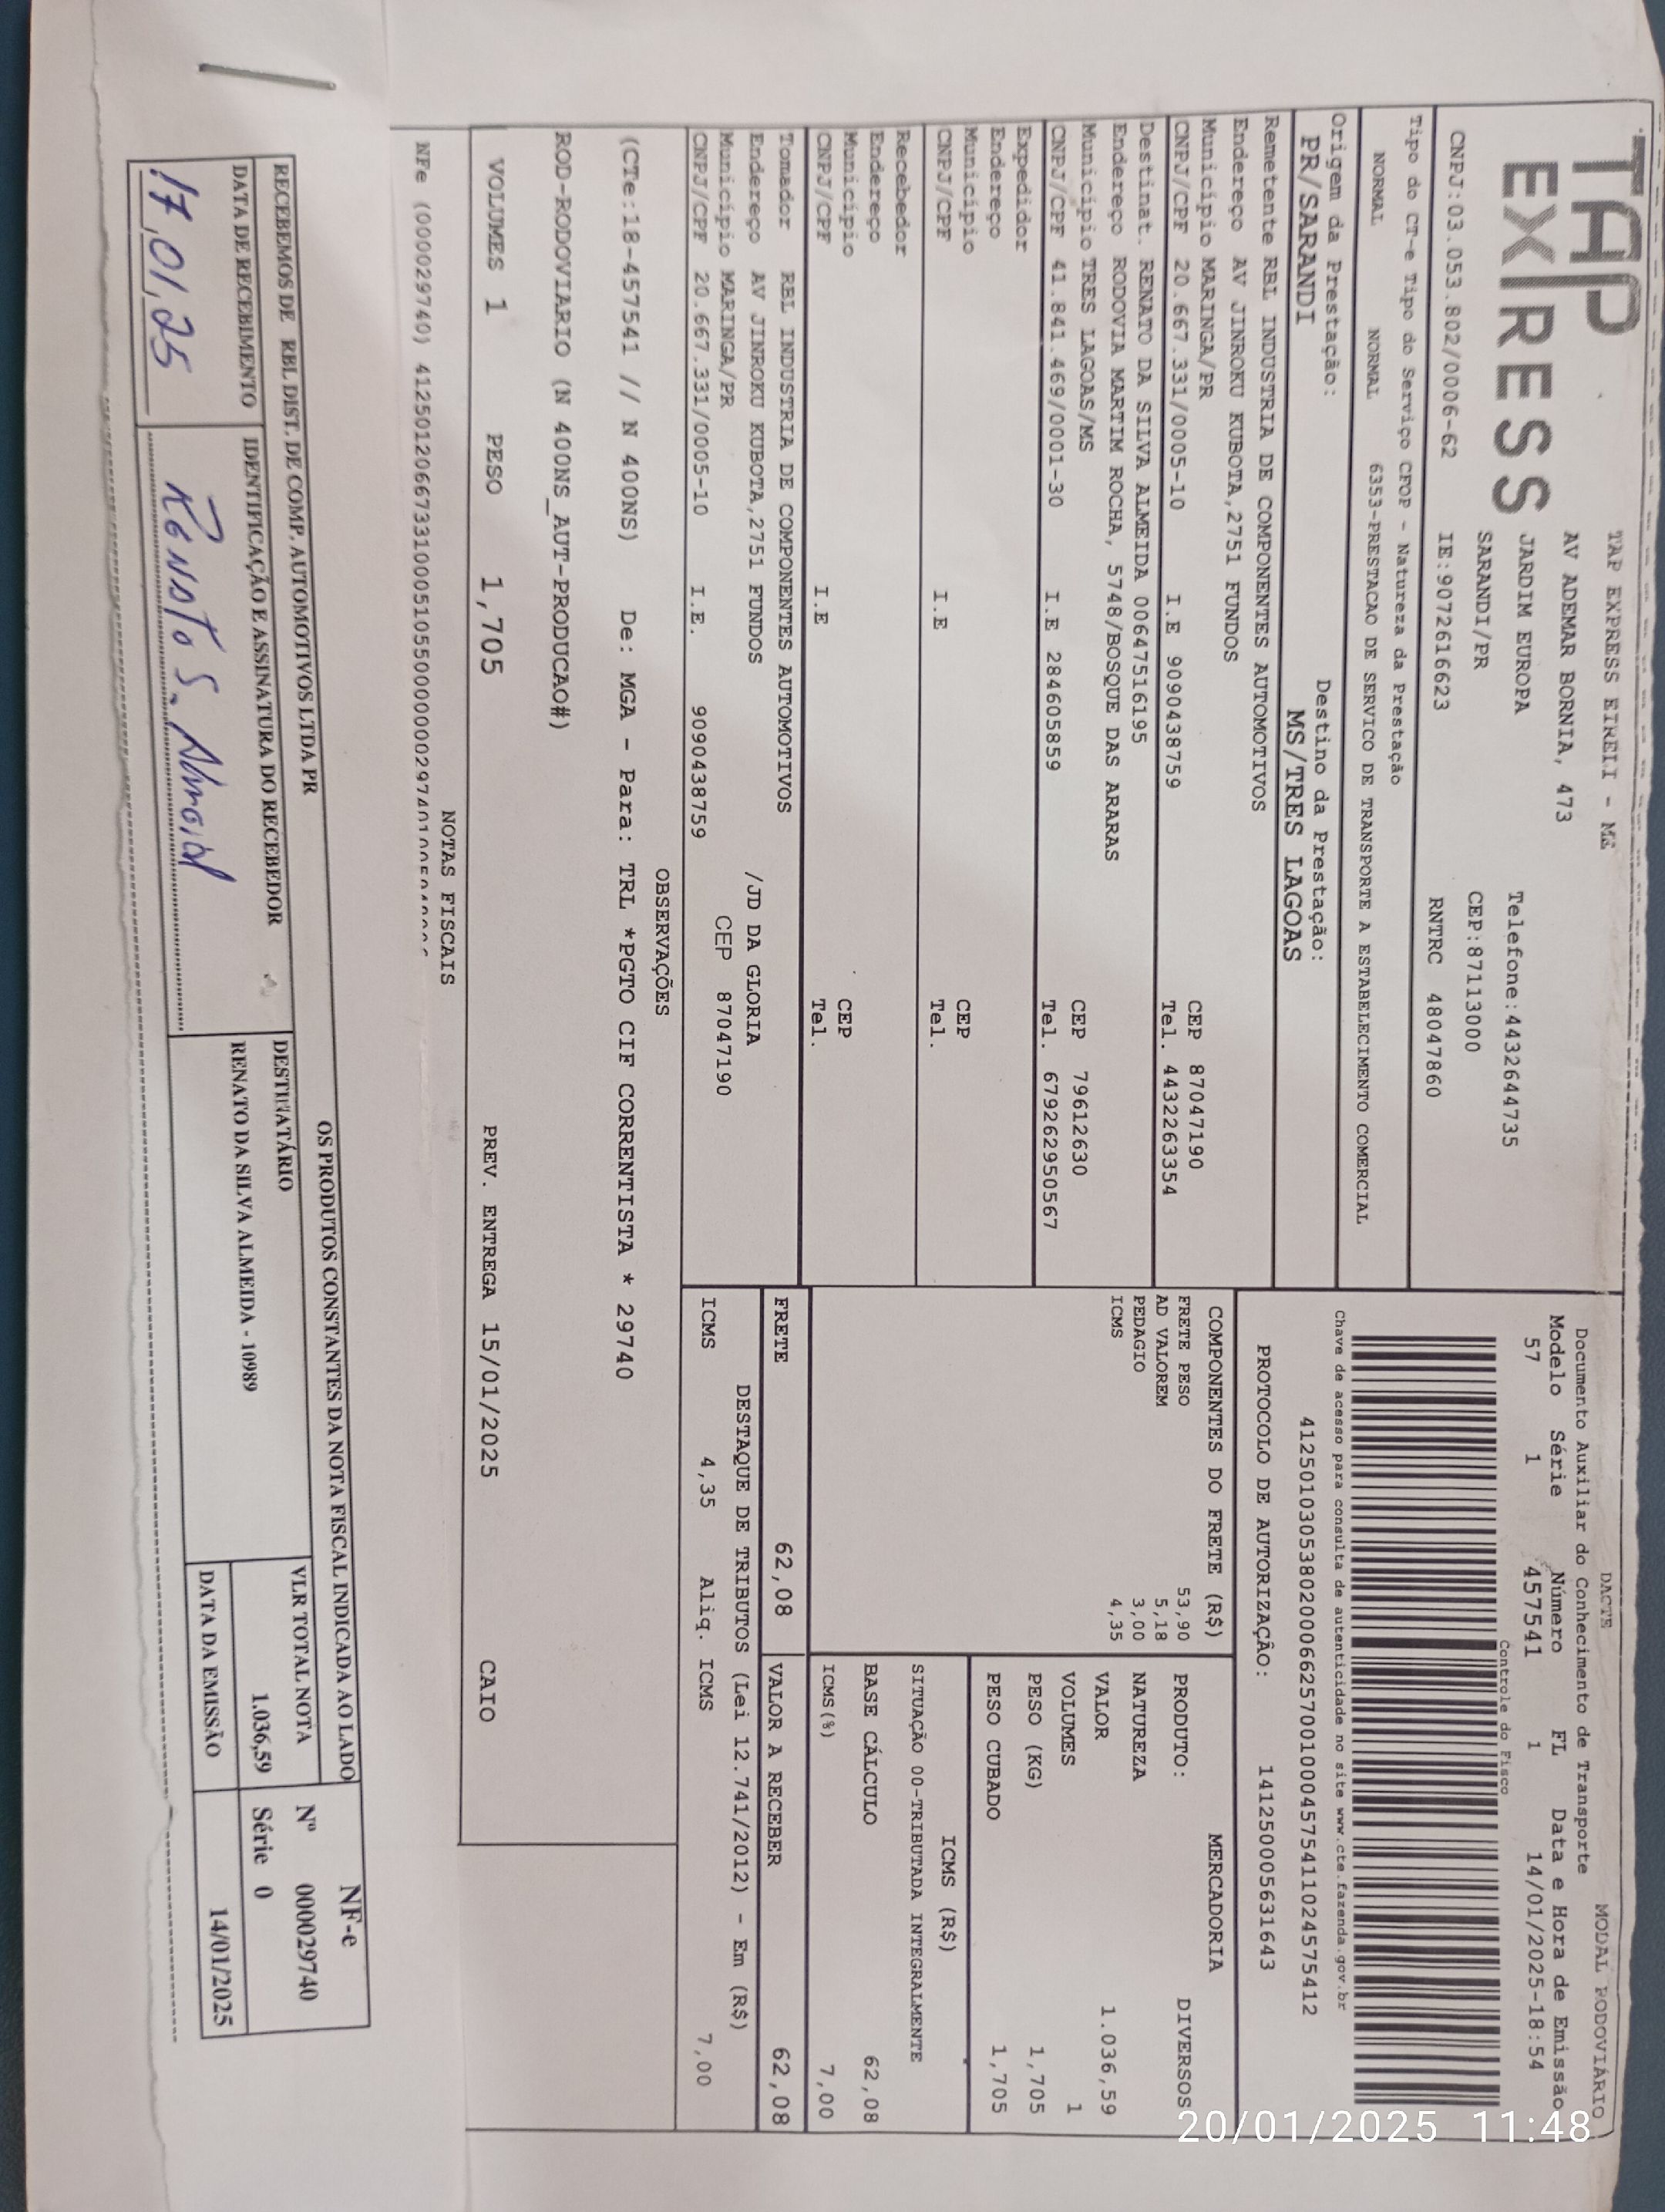 TAP
EXPRESS
TAP EXPRESS EIRELI - ME
AV ADEMAR BORNIA, 473
JARDIM EUROPA Telefone:4432644735
SARANDI/PR CEP:87113000
CNPJ:03.053.802/0006-62 IE:9072616623 RNTRC 48047860
Tipo do CT-e Tipo do Serviço CFOP - Natureza da Prestação
NORMAL NORMAL 6353-PRESTACAO DE SERVICO DE TRANSPORTE A ESTABELECIMENTO COMERCIAL
Origem da Prestação: Destino da Prestação:
PR/SARANDI MS/TRES LAGOAS
Remetente RBL INDUSTRIA DE COMPONENTES AUTOMOTIVOS
Endereço AV JINROKU KUBOTA,2751 FUNDOS
Município MARINGA/PR CEP 87047190
CNPJ/CPF 20.667.331/0005-10 I.E 9090438759 Tel. 4432263354
Destinat. RENATO DA SILVA ALMEIDA 00647516195
Endereço RODOVIA MARTIM ROCHA, 5748/BOSQUE DAS ARARAS
Município TRES LAGOAS/MS CEP 79612630
CNPJ/CPF 41.841.469/0001-30 I.E 284605859 Tel. 67926295056​7
Expedidor
Endereço
Município CEP
CNPJ/CPF I.E Tel.
Recebedor
Endereço
Município CEP
CNPJ/CPF I.E Tel.
Tomador RBL INDUSTRIA DE COMPONENTES AUTOMOTIVOS
Endereço AV JINROKU KUBOTA,2751 FUNDOS /JD DA GLORIA
Município MARINGA/PR CEP 87047190
CNPJ/CPF 20.667.331/0005-10 I.E. 9090438759
DACTE MODAL RODOVIÁRIO
Documento Auxiliar do Conhecimento de Transporte
Modelo Série Número FL Data e Hora de Emissão
57 1 457541 1 14/01/2025-18:54
Controle do Fisco
Chave de acesso para consulta de autenticidade no site www.cte.fazenda.gov.br
41250103053802000662570010004575411024575412
PROTOCOLO DE AUTORIZAÇÃO: 141250005631643
COMPONENTES DO FRETE (R$)
FRETE PESO 53,90
AD VALOREM 5,18
PEDAGIO 3,00
ICMS 4,35
MERCADORIA
PRODUTO: DIVERSOS
NATUREZA
VALOR 1.036,59
VOLUMES 1
PESO (KG) 1,705
PESO CUBADO 1,705
ICMS (R$)
SITUAÇÃO 00-TRIBUTADA INTEGRALMENTE
BASE CÁLCULO 62,08
ICMS(%) 7,00
FRETE 62,08 VALOR A RECEBER 62,08
DESTAQUE DE TRIBUTOS (Lei 12.741/2012) - Em (R$)
ICMS 4,35 Aliq. ICMS 7,00
OBSERVAÇÕES
(CTe:18-457541 // N 400NS) De: MGA - Para: TRL *PGTO CIF CORRENTISTA * 29740
ROD-RODOVIARIO (N 400NS_AUT-PRODUCAO#)
VOLUMES 1 PESO 1,705 PREV. ENTREGA 15/01/2025 CAIO
NOTAS FISCAIS
NFe (000029740)
RECEBEMOS DE RBL DIST. DE COMP. AUTOMOTIVOS LTDA PR OS PRODUTOS CONSTANTES DA NOTA FISCAL INDICADA AO LADO
DATA DE RECEBIMENTO IDENTIFICAÇÃO E ASSINATURA DO RECEBEDOR
17,01,25 Renato S. Almeid
DESTINATÁRIO
RENATO DA SILVA ALMEIDA - 10989
VLR TOTAL NOTA
1.036,59
DATA DA EMISSÃO
14/01/2025
NF-e
Nº 000029740
Série 0
20/01/2025 11:48